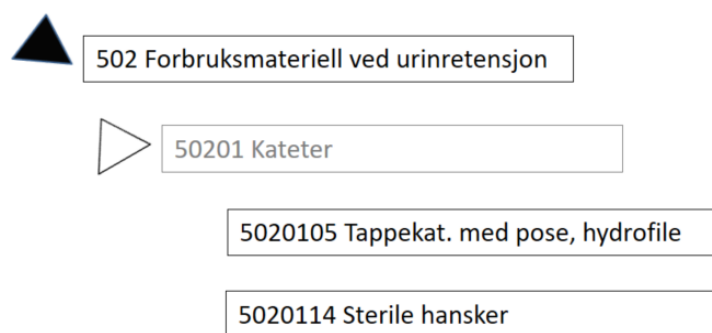 502 Forbruksmateriell ved urinretensjon
50201 Kateter
5020105 Tappekat. med pose, hydrofile
5020114 Sterile hansker